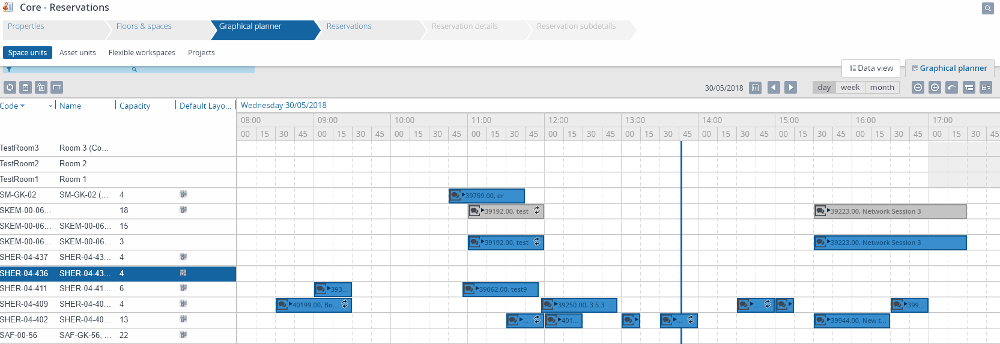 Core - Reservations
Properties Floors & spaces Graphical planner Reservations Reservation details Reservation subdetails
Space units Asset units Flexible workspaces Projects
Data view Graphical planner
30/05/2018 day week month
Code Name Capacity Default Layo... Wednesday 30/05/2018
08:00 09:00 10:00 11:00 12:00 13:00 14:00 15:00 16:00 17:00
00 15 30 45 00 15 30 45 00 15 30 45 00 15 30 45 00 15 30 45 00 15 30 45 00 15 30 45 00 15 30 45 00 15 30 45 00 15 30 45
TestRoom3 Room 3 (Co...
TestRoom2 Room 2
TestRoom1 Room 1
SM-GK-02 SM-GK-02 (... 4 39759.00, er
SKEM-00-06... 18 39192.00, test 39223.00, Network Session 3
SKEM-00-06... SKEM-00-06... 15
SKEM-00-06... SKEM-00-06... 3 39192.00, test 39223.00, Network Session 3
SHER-04-437 SHER-04-43... 4
SHER-04-436 SHER-04-43... 4
SHER-04-411 SHER-04-41... 6 393... 39062.00, test9
SHER-04-409 SHER-04-40... 4 40199.00, Bo... 39250.00, 3.5.3 ... 399...
SHER-04-402 SHER-04-40... 13 ... 401... ... 39944.00, New t...
SAF-00-56 SAF-GK-56, ... 22